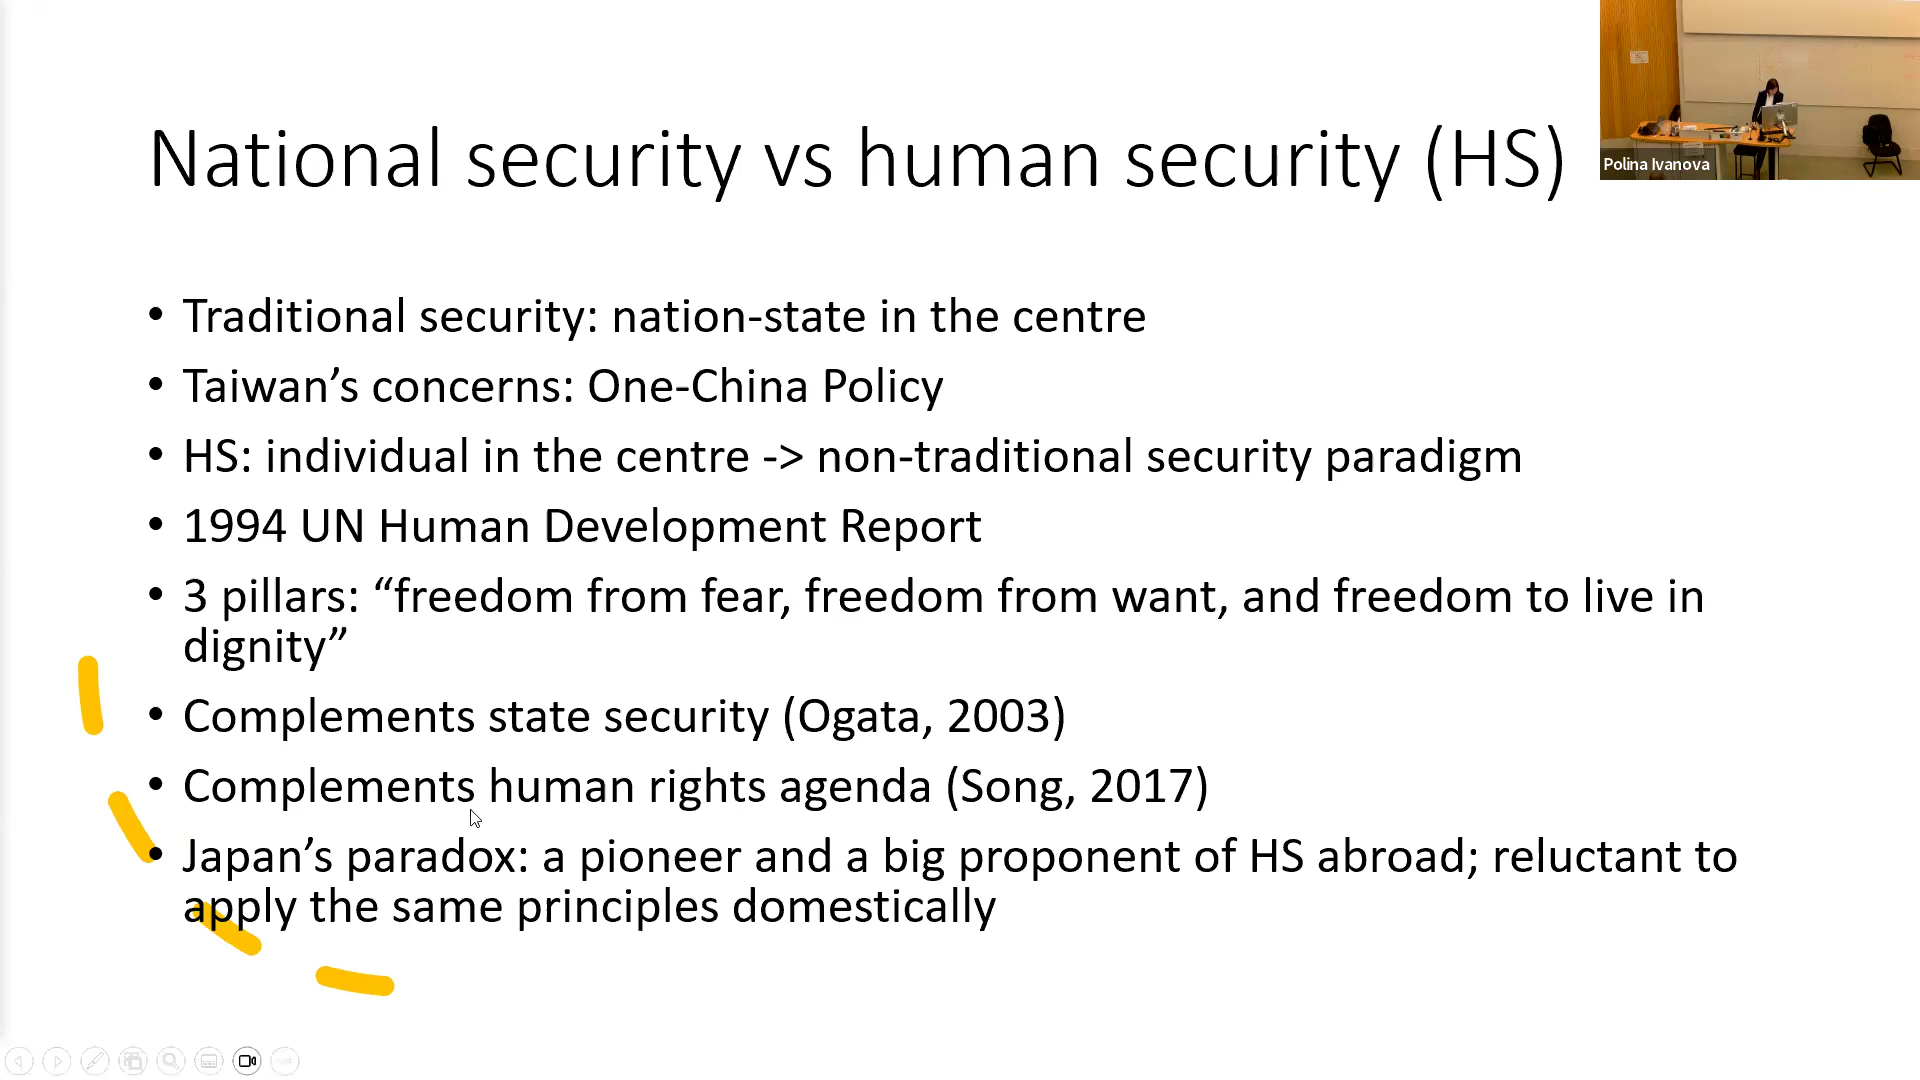 National security vs human security (HS)
Polina Ivanova
• Traditional security: nation-state in the centre
• Taiwan’s concerns: One-China Policy
• HS: individual in the centre -> non-traditional security paradigm
• 1994 UN Human Development Report
• 3 pillars: “freedom from fear, freedom from want, and freedom to live in
dignity”
• Complements state security (Ogata, 2003)
• Complements human rights agenda (Song, 2017)
• Japan’s paradox: a pioneer and a big proponent of HS abroad; reluctant to
apply the same principles domestically